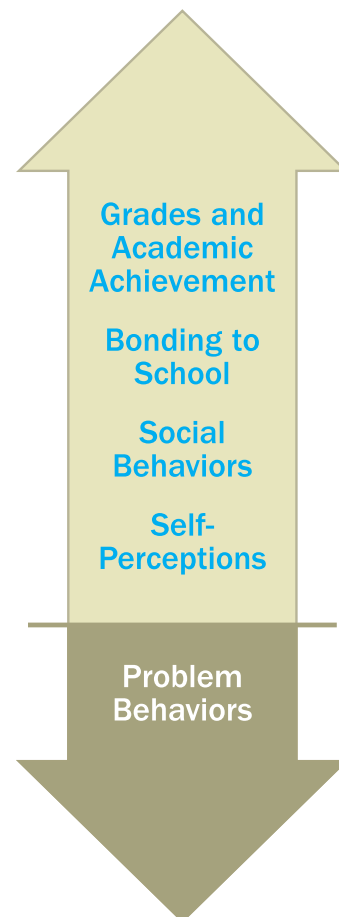 Grades and
Academic
Achievement
Bonding to
School
Social
Behaviors
Self-
Perceptions
Problem
Behaviors